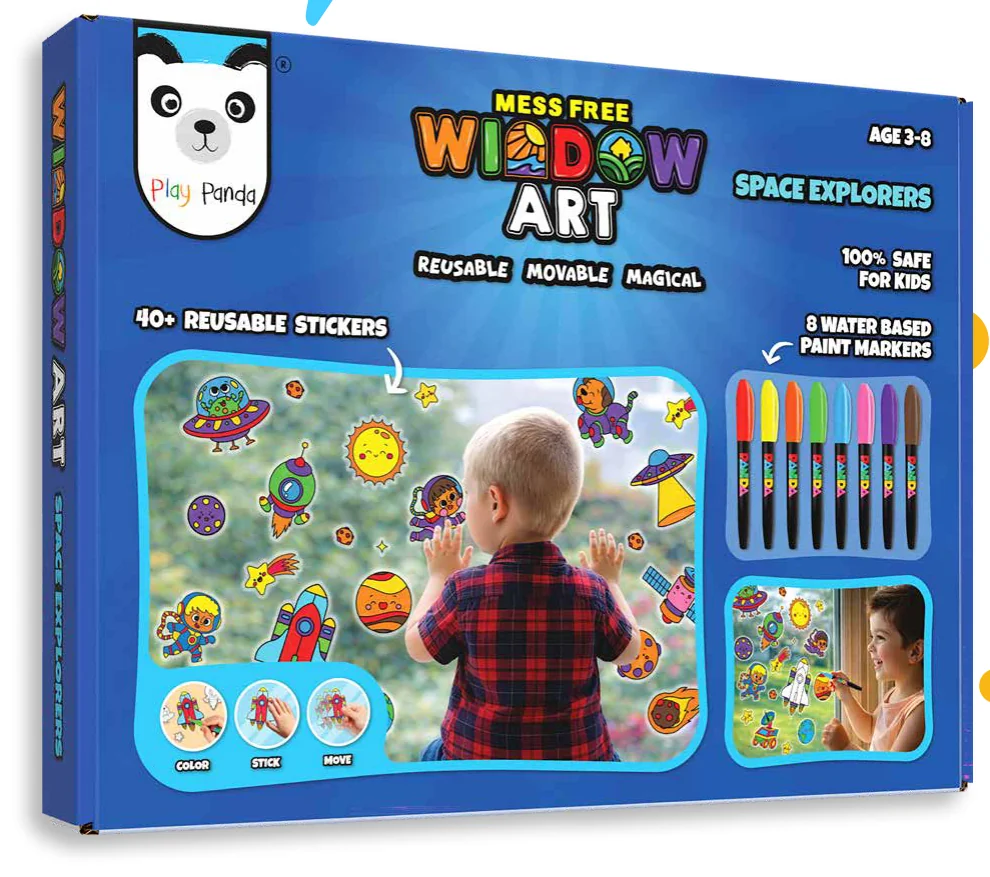 Play Panda
®
MESS FREE
WINDOW
ART
REUSABLE MOVABLE MAGICAL
AGE 3-8
SPACE EXPLORERS
100% SAFE
FOR KIDS
40+ REUSABLE STICKERS
8 WATER BASED
PAINT MARKERS
PANDA PANDA PANDA PANDA PANDA PANDA PANDA PANDA
COLOR STICK MOVE
WINDOW ART SPACE EXPLORERS